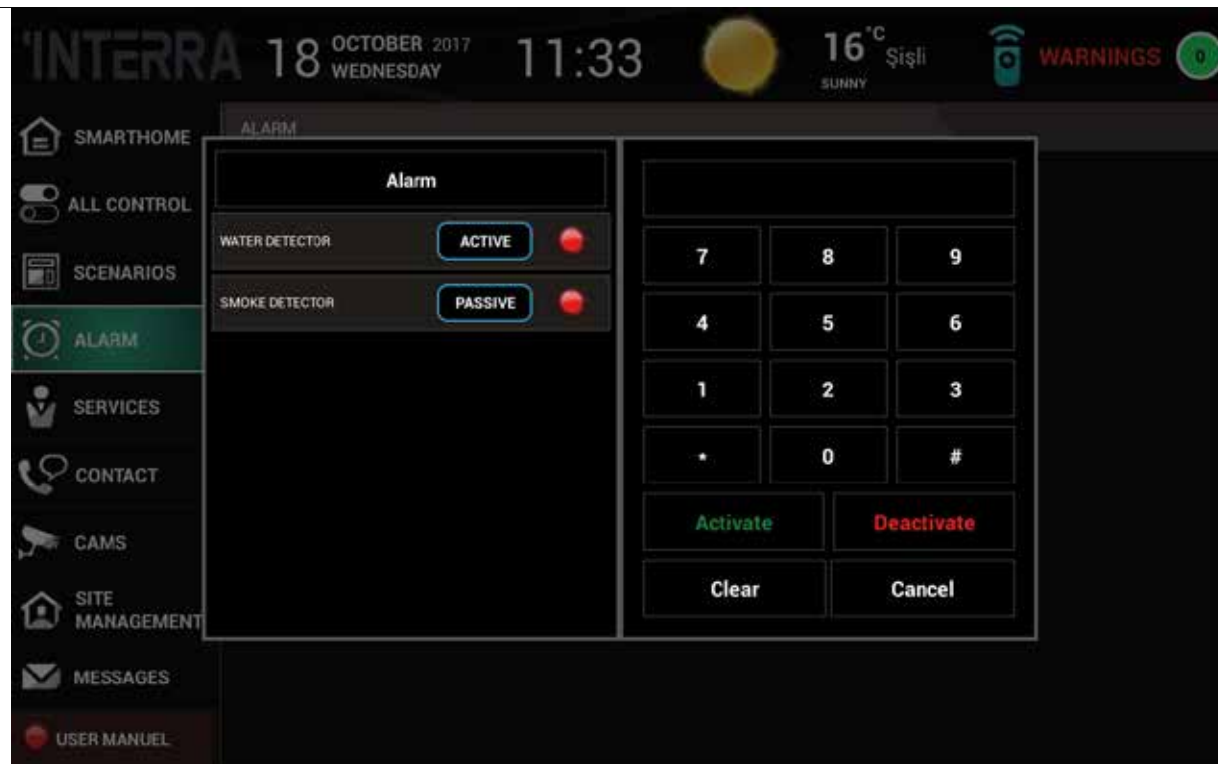 INTERRA
18 OCTOBER 2017
WEDNESDAY
11:33
16°C Şişli
SUNNY
WARNINGS 0
SMARTHOME
ALL CONTROL
SCENARIOS
ALARM
SERVICES
CONTACT
CAMS
SITE
MANAGEMENT
MESSAGES
USER MANUEL
ALARM
Alarm
WATER DETECTOR ACTIVE
SMOKE DETECTOR PASSIVE
7 8 9
4 5 6
1 2 3
* 0 #
Activate Deactivate
Clear Cancel